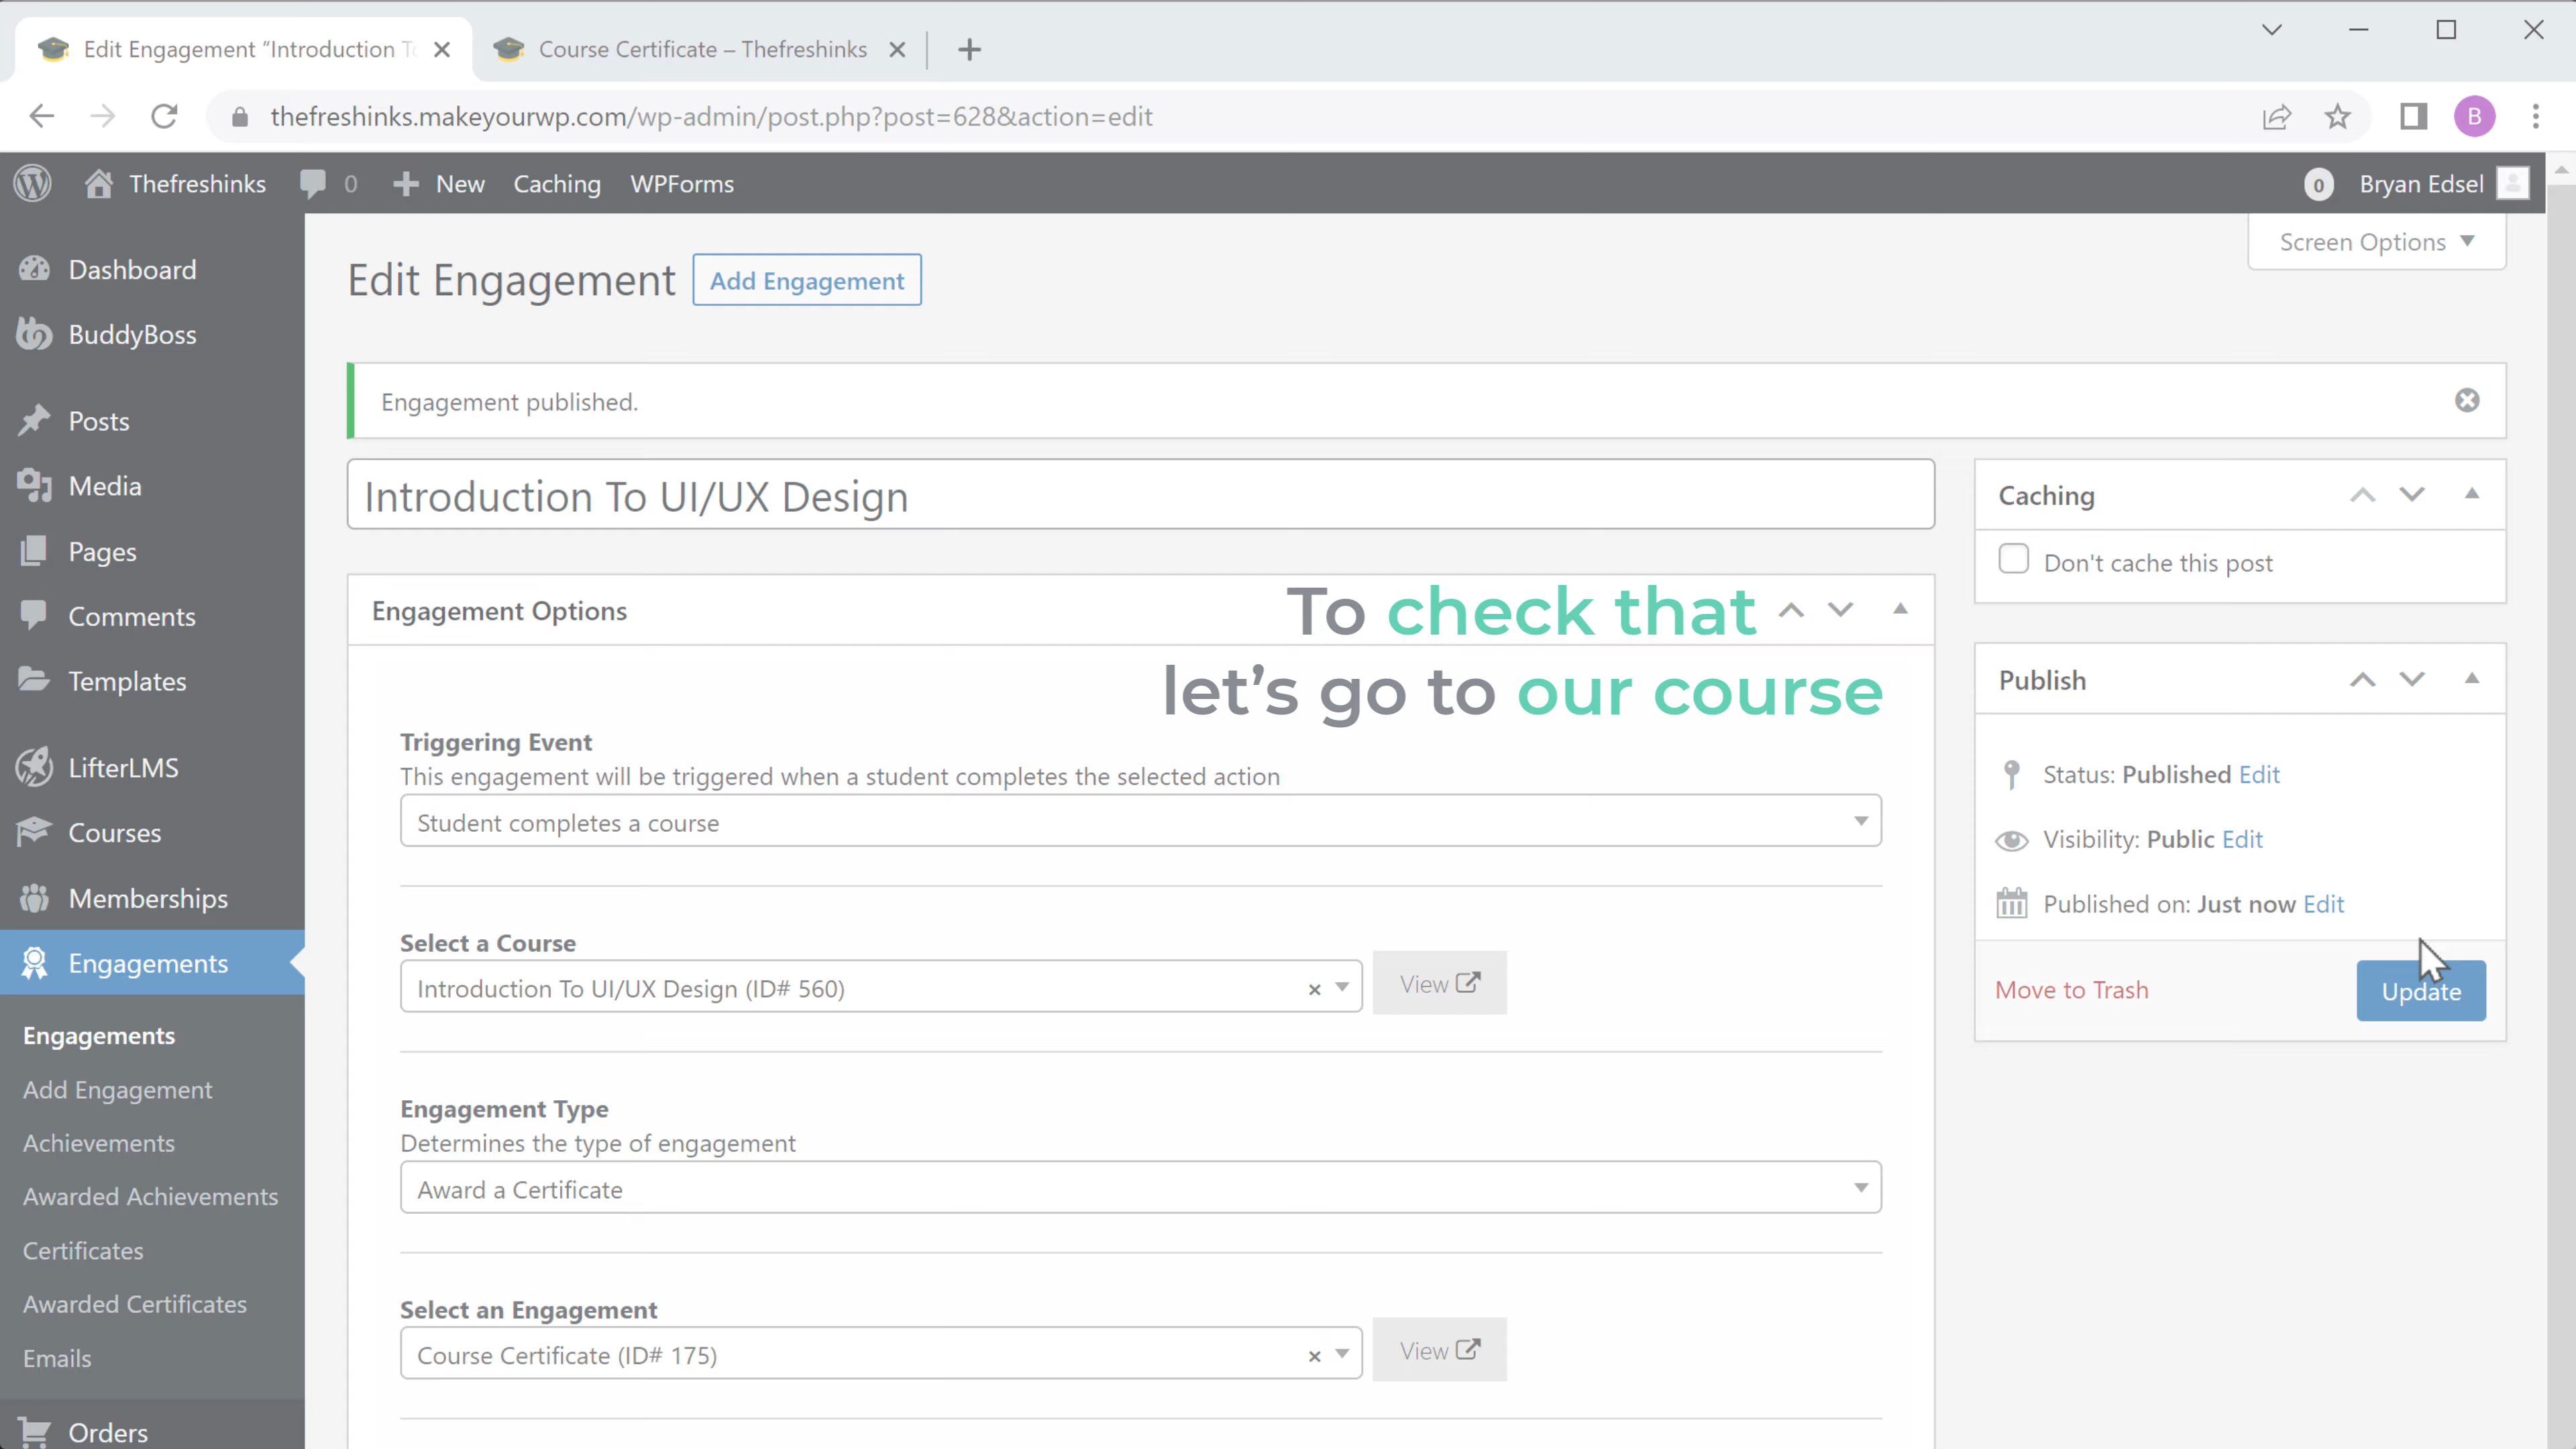 Edit Engagement “Introduction To
Course Certificate – Thefreshinks
thefreshinks.makeyourwp.com/wp-admin/post.php?post=628&action=edit
B
Thefreshinks
0
New
Caching
WPForms
0
Bryan Edsel
Screen Options
Dashboard
BuddyBoss
Posts
Media
Pages
Comments
Templates
LifterLMS
Courses
Memberships
Engagements
Engagements
Add Engagement
Achievements
Awarded Achievements
Certificates
Awarded Certificates
Emails
Orders
Edit Engagement
Add Engagement
Engagement published.
Introduction To UI/UX Design
Engagement Options
To check that
let’s go to our course
Triggering Event
This engagement will be triggered when a student completes the selected action
Student completes a course
Select a Course
Introduction To UI/UX Design (ID# 560)
×
View
Engagement Type
Determines the type of engagement
Award a Certificate
Select an Engagement
Course Certificate (ID# 175)
×
View
Caching
Don't cache this post
Publish
Status: Published Edit
Visibility: Public Edit
Published on: Just now Edit
Move to Trash
Update